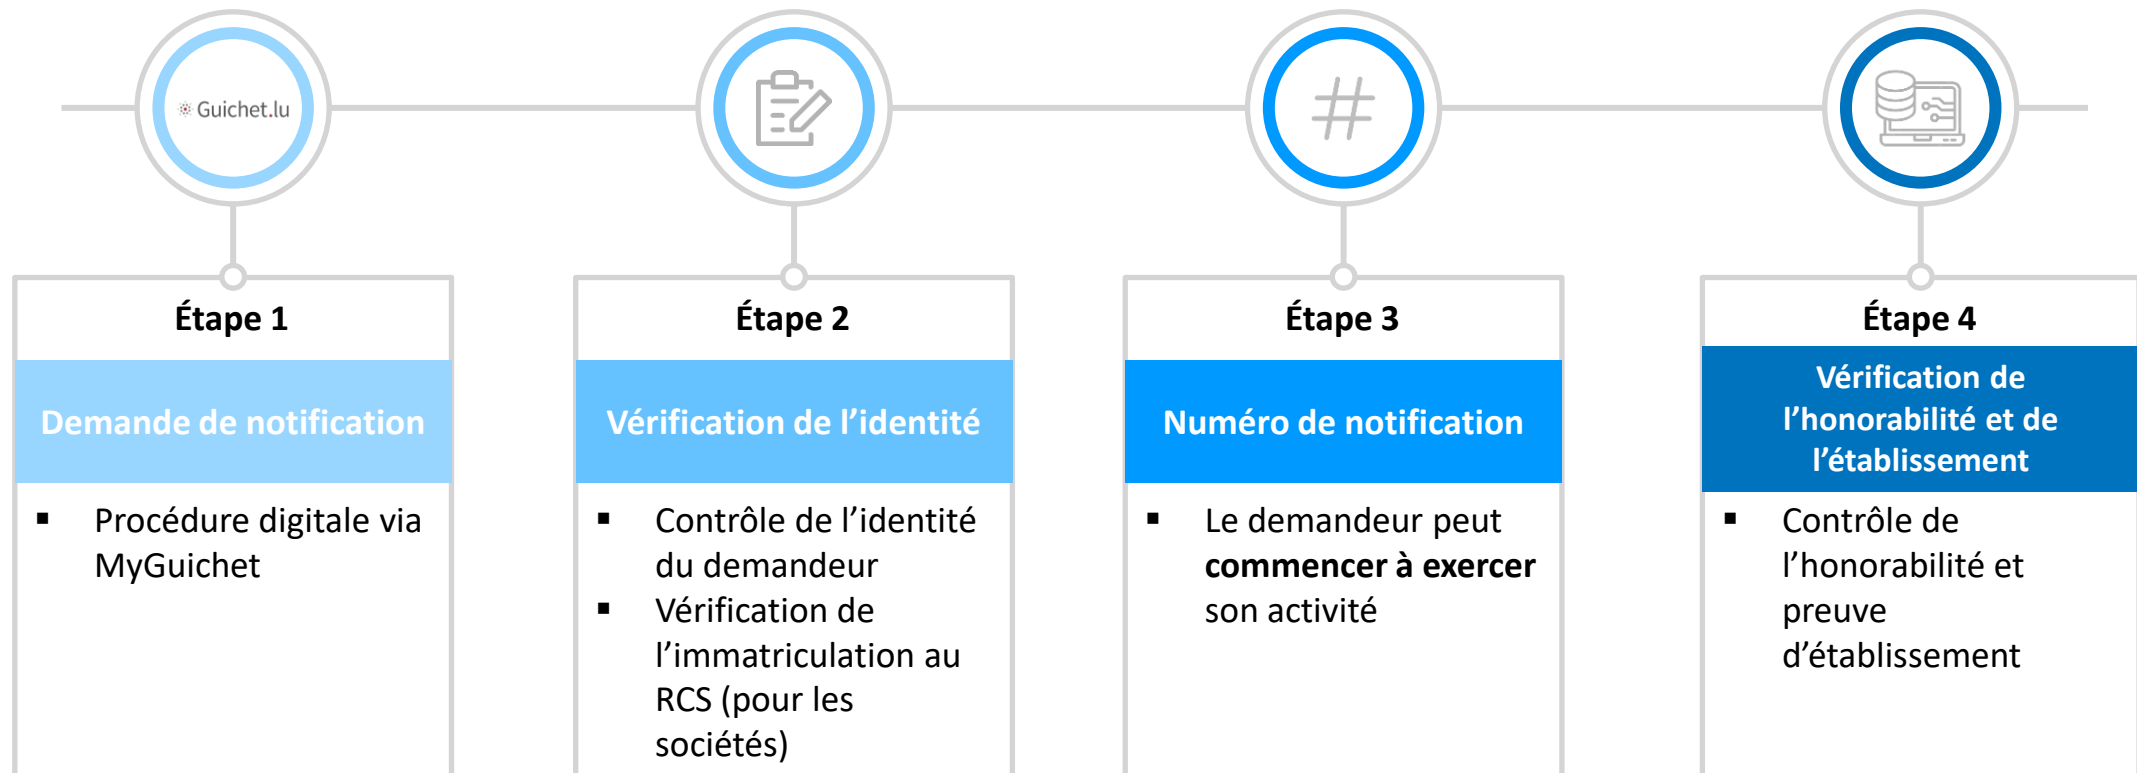 Guichet.lu
#
Étape 1
Demande de notification
▪ Procédure digitale via
MyGuichet
Étape 2
Vérification de l’identité
▪ Contrôle de l’identité
du demandeur
▪ Vérification de
l’immatriculation au
RCS (pour les
sociétés)
Étape 3
Numéro de notification
▪ Le demandeur peut
commencer à exercer
son activité
Étape 4
Vérification de
l’honorabilité et de
l’établissement
▪ Contrôle de
l’honorabilité et
preuve
d’établissement